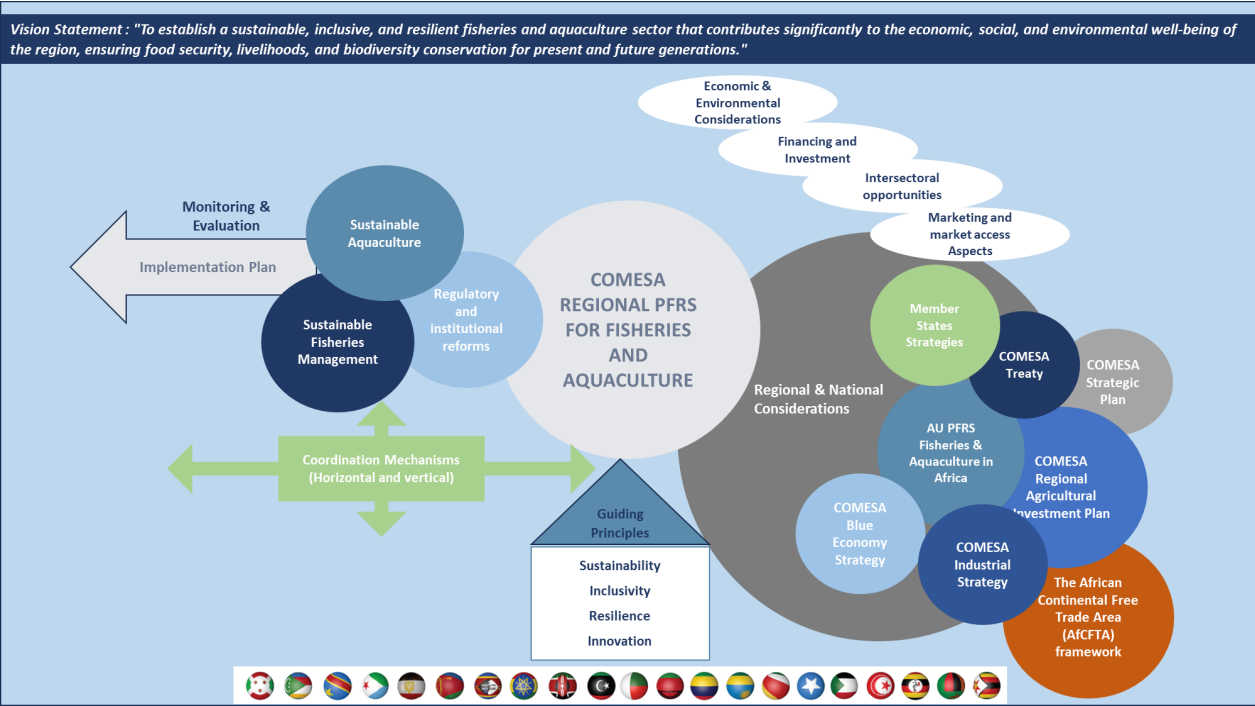 Vision Statement : "To establish a sustainable, inclusive, and resilient fisheries and aquaculture sector that contributes significantly to the economic, social, and environmental well-being of
the region, ensuring food security, livelihoods, and biodiversity conservation for present and future generations."
Economic &
Environmental
Considerations
Financing and
Investment
Intersectoral
opportunities
Marketing and
market access
Aspects
Monitoring &
Evaluation
Implementation Plan
Sustainable
Aquaculture
Sustainable
Fisheries
Management
Regulatory
and
institutional
reforms
COMESA
REGIONAL PFRS
FOR FISHERIES
AND
AQUACULTURE
Regional & National
Considerations
Member
States
Strategies
COMESA
Treaty
COMESA
Strategic
Plan
AU PFRS
Fisheries &
Aquaculture in
Africa
COMESA
Regional
Agricultural
Investment Plan
COMESA
Blue
Economy
Strategy
COMESA
Industrial
Strategy
The African
Continental Free
Trade Area
(AfCFTA)
framework
Coordination Mechanisms
(Horizontal and vertical)
Guiding
Principles
Sustainability
Inclusivity
Resilience
Innovation